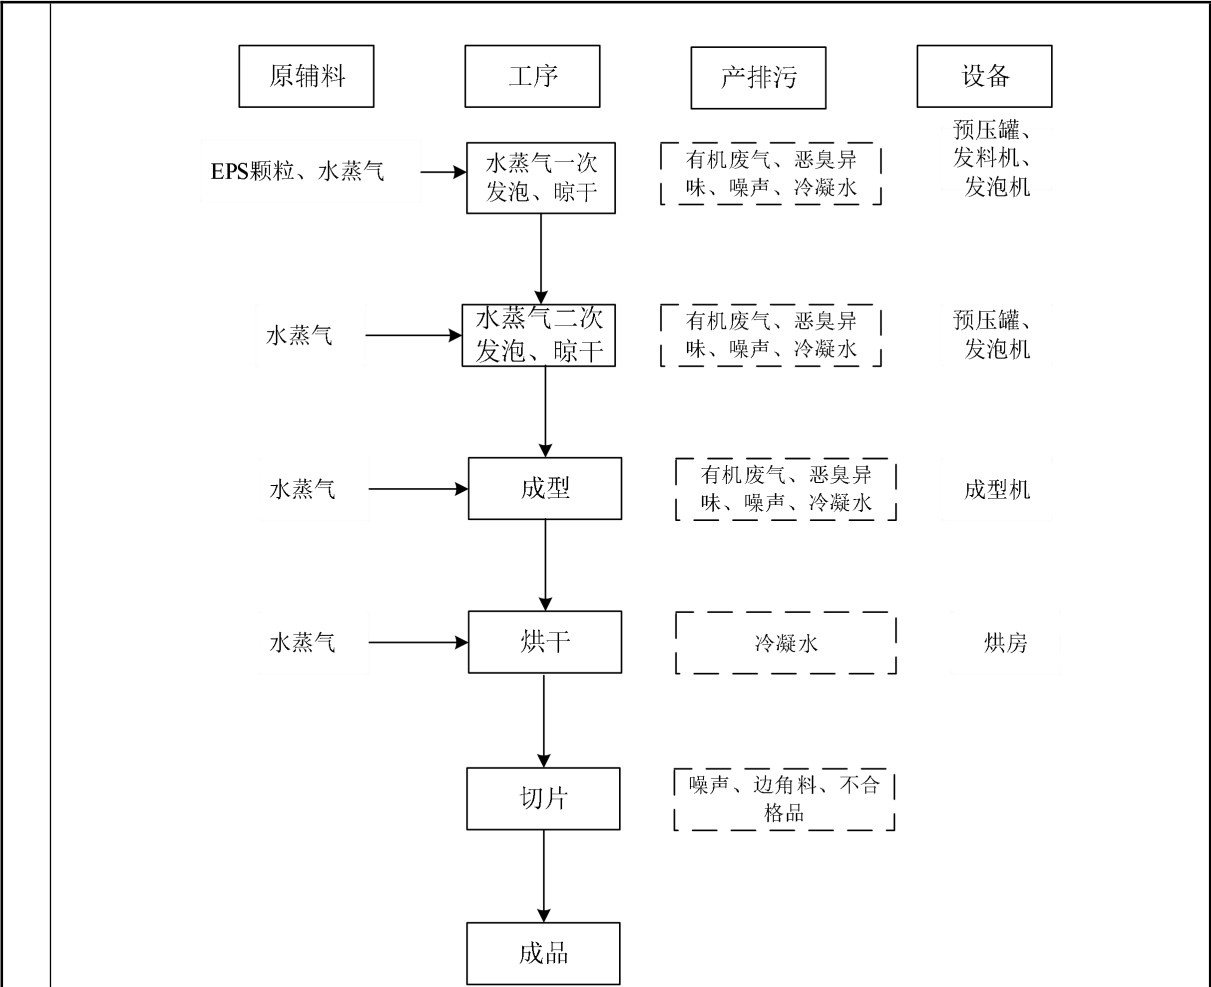 原辅料
工序
产排污
设备
EPS颗粒、水蒸气
水蒸气一次
发泡、晾干
有机废气、恶臭异
味、噪声、冷凝水
预压罐、
发料机、
发泡机
水蒸气
水蒸气二次
发泡、晾干
有机废气、恶臭异
味、噪声、冷凝水
预压罐、
发泡机
水蒸气
成型
有机废气、恶臭异
味、噪声、冷凝水
成型机
水蒸气
烘干
冷凝水
烘房
切片
噪声、边角料、不合
格品
成品